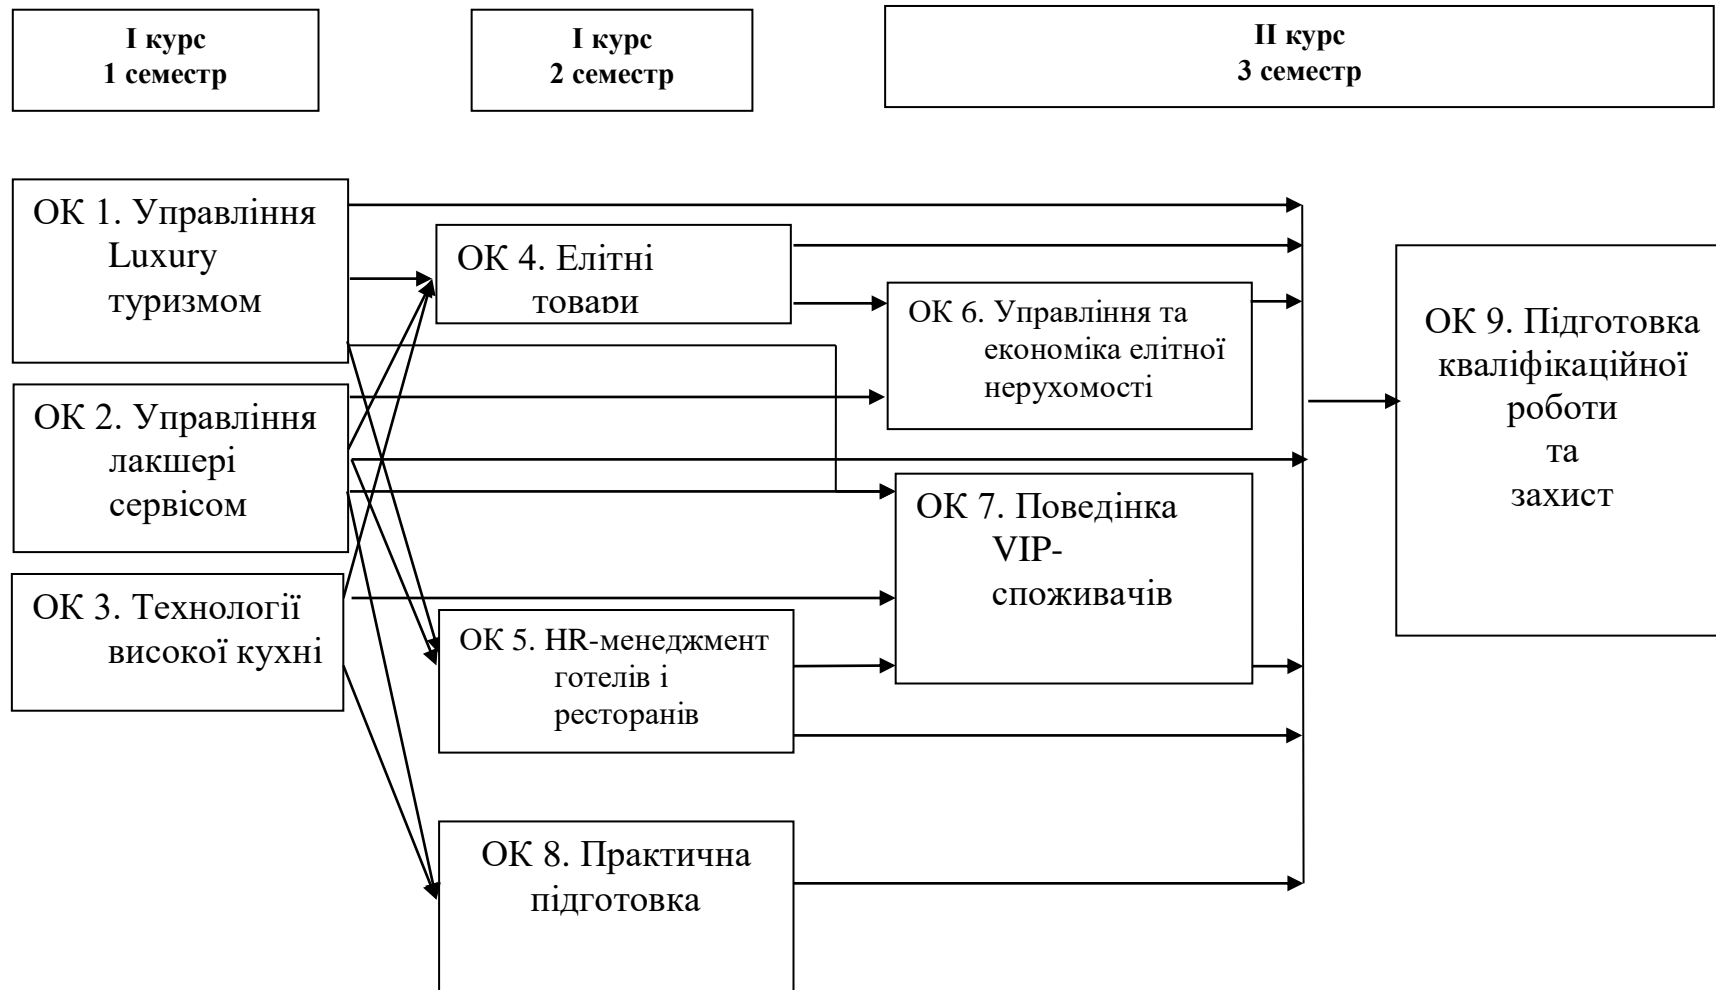 І курс
1 семестр
І курс
2 семестр
ІІ курс
3 семестр
ОК 1. Управління
Luxury
туризмом
ОК 2. Управління
лакшері
сервісом
ОК 3. Технології
високої кухні
ОК 4. Елітні
товари
ОК 5. HR-менеджмент
готелів і
ресторанів
ОК 8. Практична
підготовка
ОК 6. Управління та
економіка елітної
нерухомості
ОК 7. Поведінка
VIP-
споживачів
ОК 9. Підготовка
кваліфікаційної
роботи
та
захист